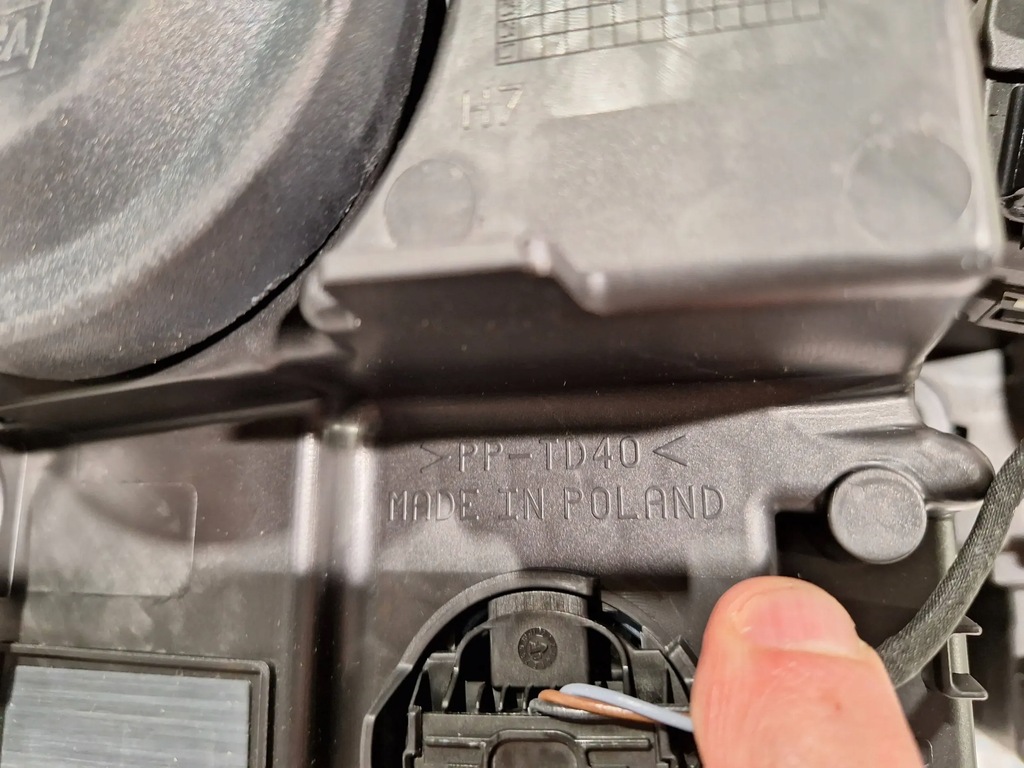 H7
>PP-TD40<
MADE IN POLAND